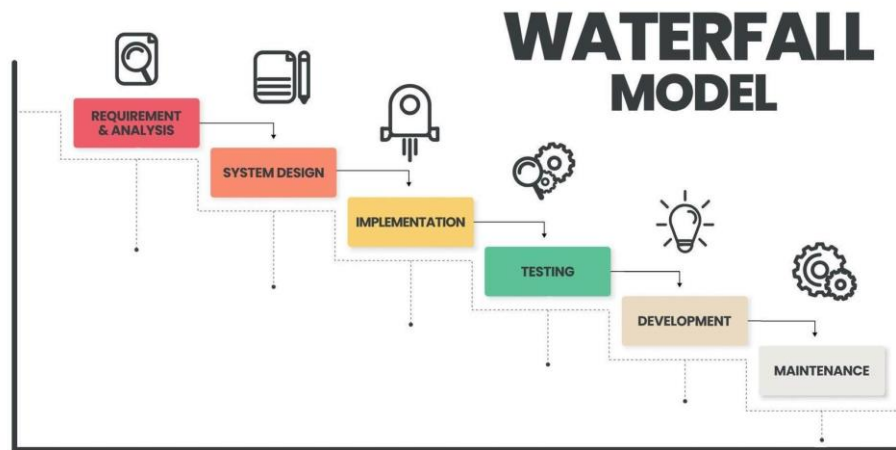 WATERFALL
MODEL
REQUIREMENT
& ANALYSIS
SYSTEM DESIGN
IMPLEMENTATION
TESTING
DEVELOPMENT
MAINTENANCE